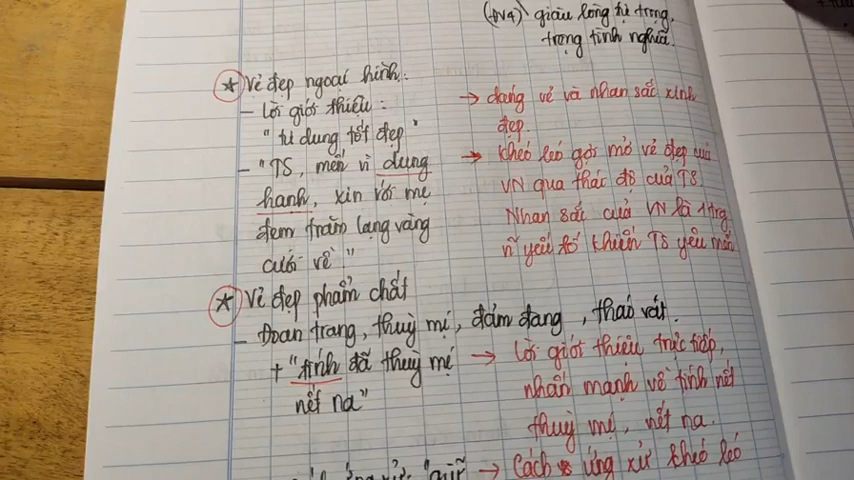 (ĐV4) giàu lòng tự trọng,
trọng tình nghĩa.
* Vẻ đẹp ngoại hình:
- Lời giới thiệu:
"tư dung tốt đẹp"
→ dáng vẻ và nhan sắc xinh
đẹp.
- "TS, mến vì dung
hạnh, xin với mẹ
đem trăm lạng vàng
cưới về"
→ khéo léo gợi mở vẻ đẹp của
VN qua thái độ của TS.
Nhan sắc của VN là 1 trg
n~ yếu tố khiến TS yêu mến
* Vẻ đẹp phẩm chất
- Đoan trang, thuỳ mị, đảm đang, tháo vát.
+ "tính đã thuỳ mị
nết na"
→ lời giới thiệu trực tiếp,
nhấn mạnh về tính nết
thuỳ mị, nết na.
"giữ → Cách ứng xử khéo léo